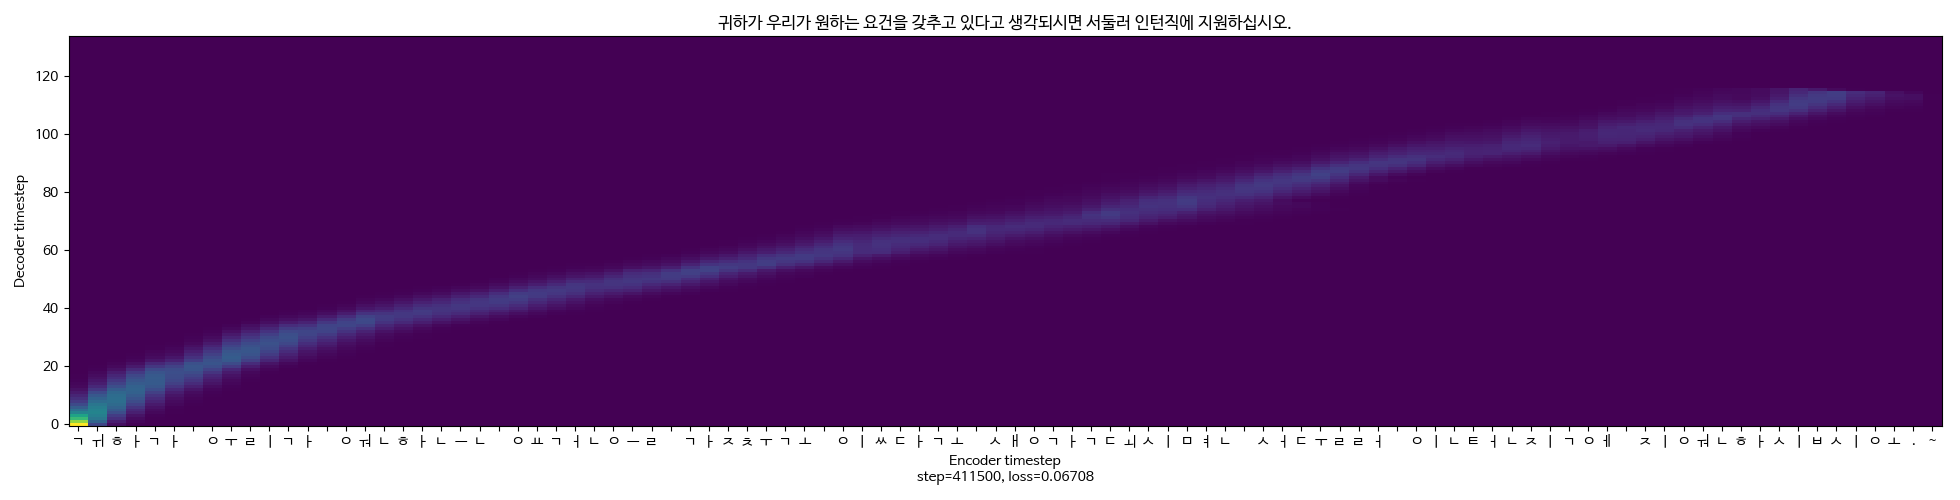 귀하가 우리가 원하는 요건을 갖추고 있다고 생각되시면 서둘러 인턴직에 지원하십시오.
120
100
80
60
40
20
0
Decoder timestep
ㄱ ㅟ ㅎ ㅏ ㄱ ㅏ ㅇ ㅜ ㄹ ㅣ ㄱ ㅏ ㅇ ㅝ ㄴ ㅎ ㅏ ㄴ ㅡ ㄴ ㅇ ㅛ ㄱ ㅓ ㄴ ㅇ ㅡ ㄹ ㄱ ㅏ ㅈ ㅊ ㅜ ㄱ ㅗ ㅇ ㅣ ㅆ ㄷ ㅏ ㄱ ㅗ ㅅ ㅐ ㅇ ㄱ ㅏ ㄱ ㄷ ㅚ ㅅ ㅣ ㅁ ㅕ ㄴ ㅅ ㅓ ㄷ ㅜ ㄹ ㄹ ㅓ ㅇ ㅣ ㄴ ㅌ ㅓ ㄴ ㅈ ㅣ ㄱ ㅇ ㅔ ㅈ ㅣ ㅇ ㅝ ㄴ ㅎ ㅏ ㅅ ㅣ ㅂ ㅅ ㅣ ㅇ ㅗ . ~
Encoder timestep
step=411500, loss=0.06708